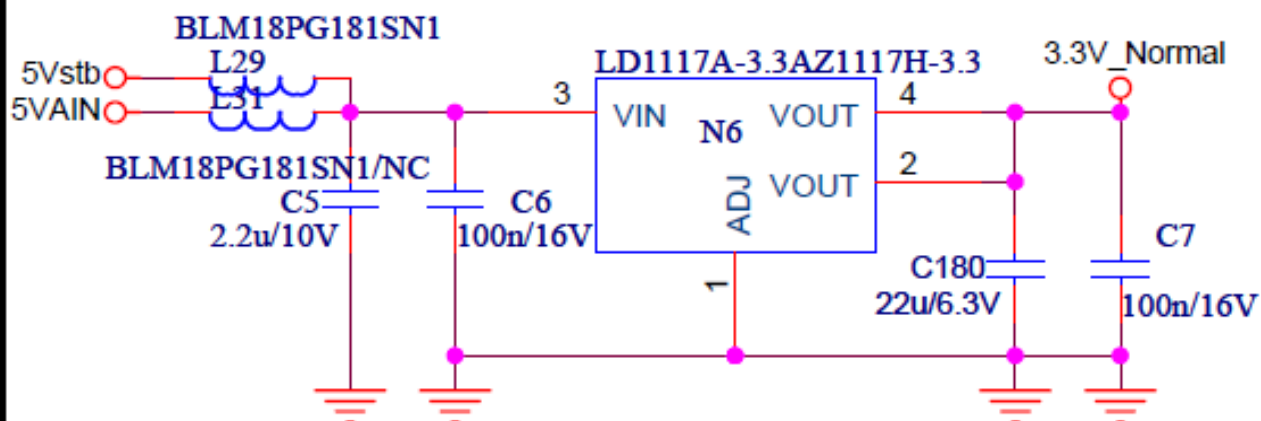 BLM18PG181SN1
5Vstb
L29
5VAIN
L31
BLM18PG181SN1/NC
C5
2.2u/10V
C6
100n/16V
LD1117A-3.3AZ1117H-3.3
3
VIN
N6
VOUT
4
VOUT
2
ADJ
1
3.3V_Normal
C180
22u/6.3V
C7
100n/16V